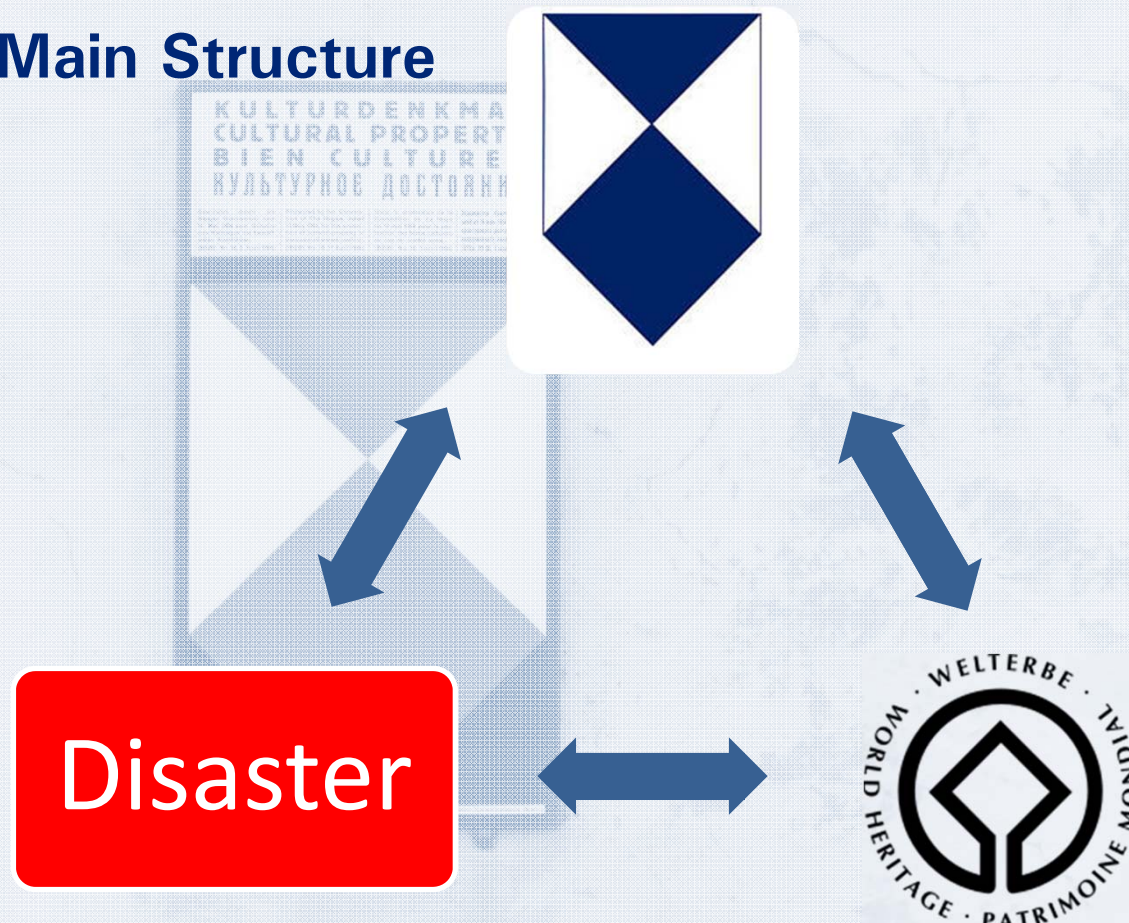 Main Structure
KULTURDENKMA
CULTURAL PROPERT
BIEN CULTURE
КУЛЬТУРНОЕ ДОСТОЯНИ
Disaster
· WELTERBE · WORLD HERITAGE · PATRIMOINE MONDIAL